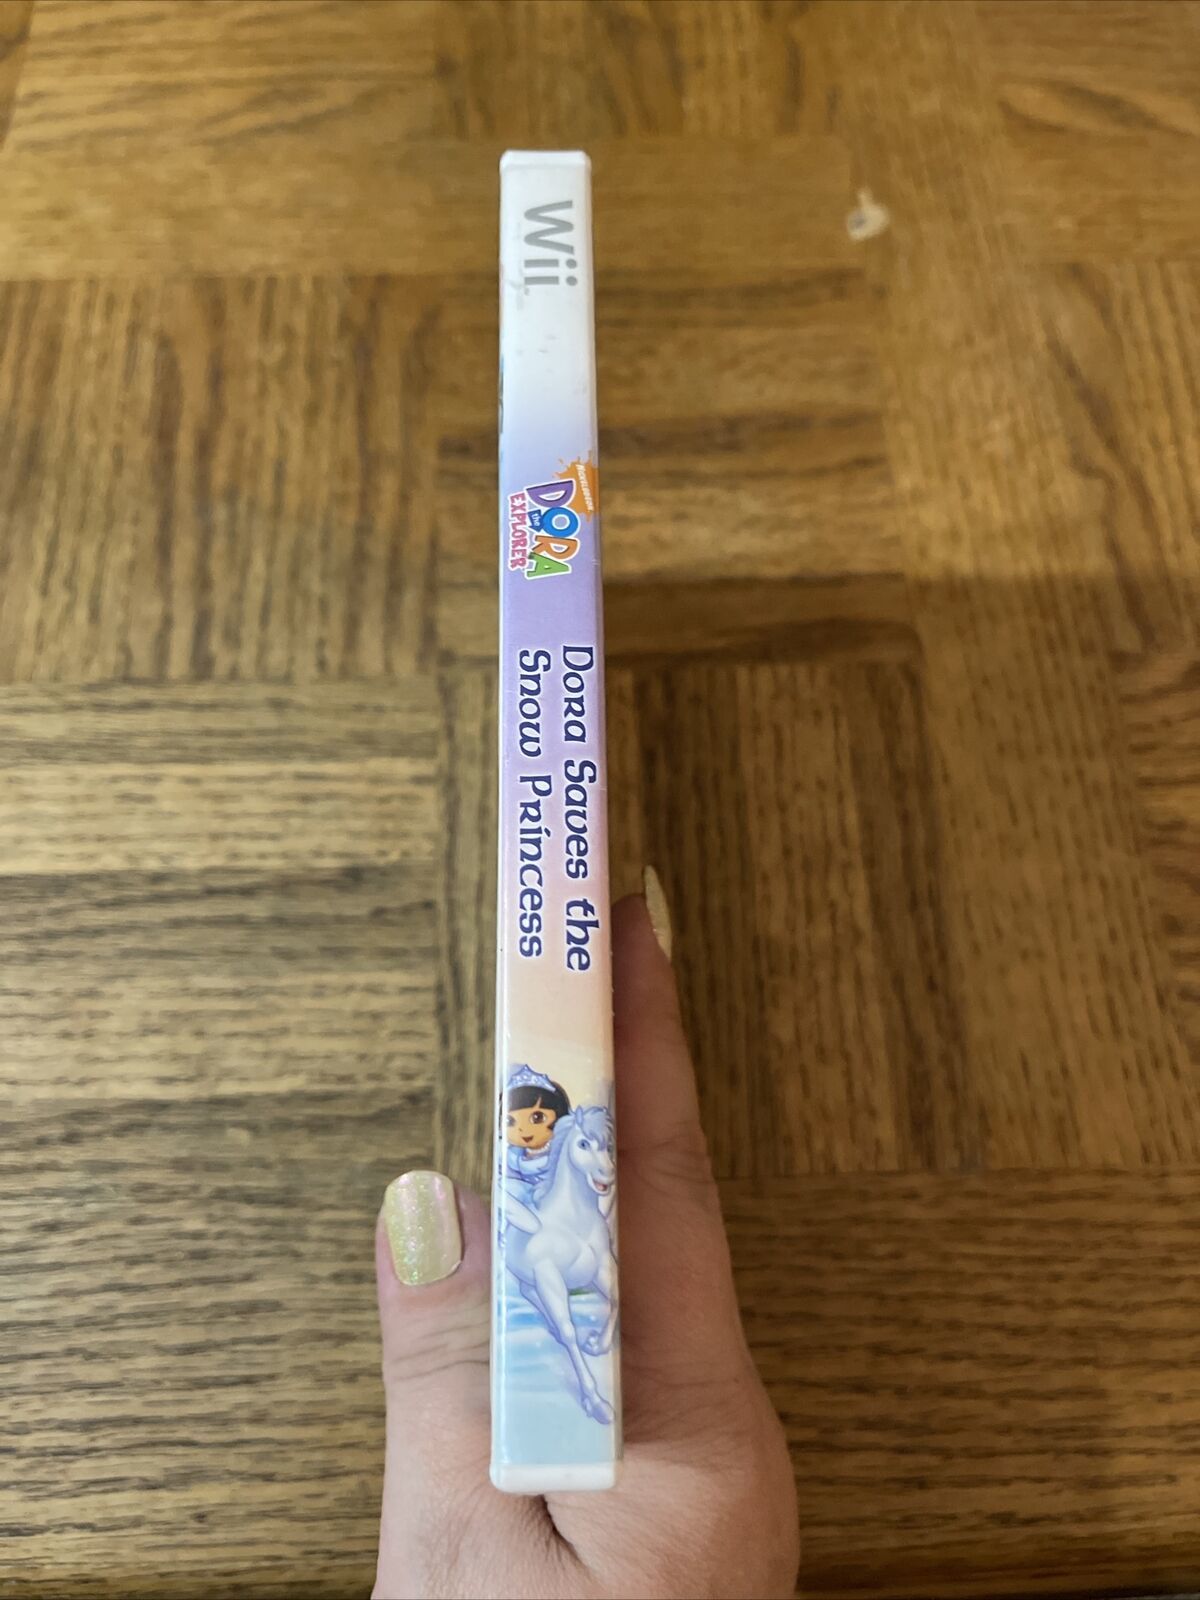 Wii
NICKELODEON
DORA
the
EXPLORER
Dora Saves the
Snow Princess